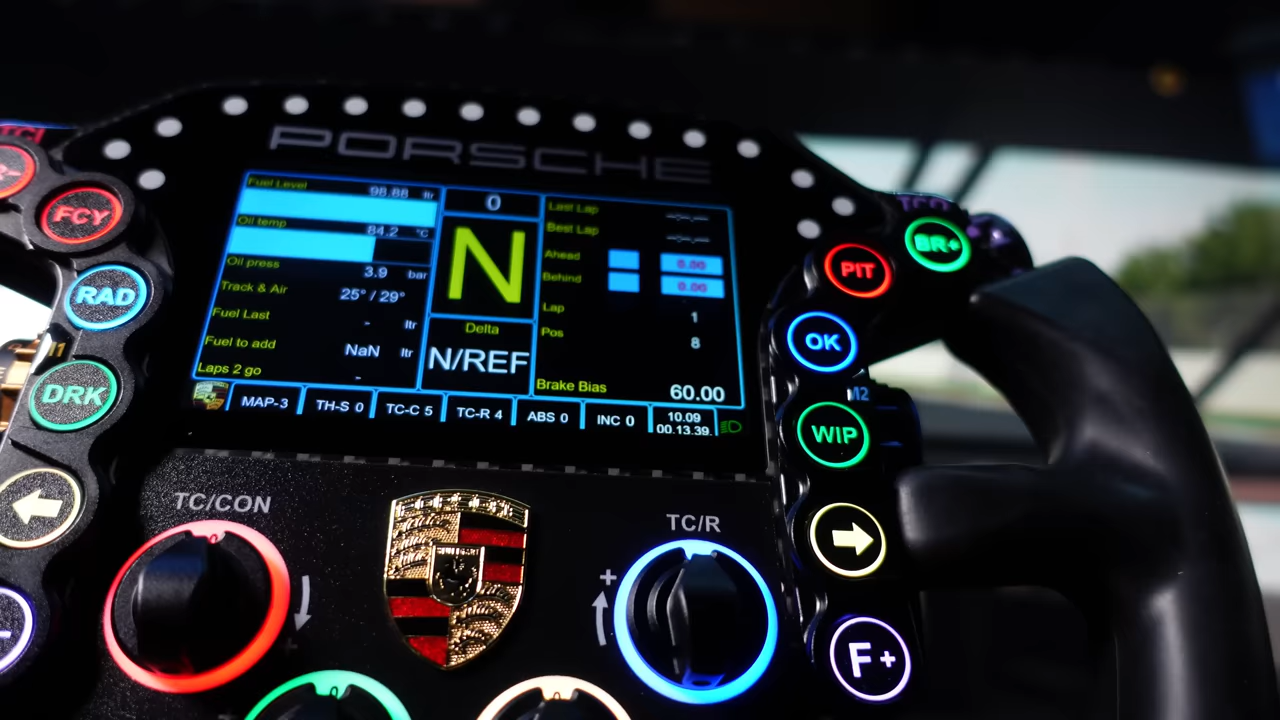 PORSCHE
TC1
FCY
RAD
DRK
Fuel Level 98.88 ltr
Oil temp 84.2 °C
Oil press 3.9 bar
Track & Air 25° / 29°
Fuel Last - ltr
Fuel to add NaN ltr
Laps 2 go -
0
N
Delta
N/REF
Last Lap --:--.--
Best Lap --:--.--
Ahead 0.00
Behind 0.00
Lap 1
Pos 8
Brake Bias 60.00
MAP-3 TH-S 0 TC-C 5 TC-R 4 ABS 0 INC 0 10.09
00.13.39.
BR+
PIT
OK
M2
WIP
F+
TC/CON
TC/R
+
STUTTGART